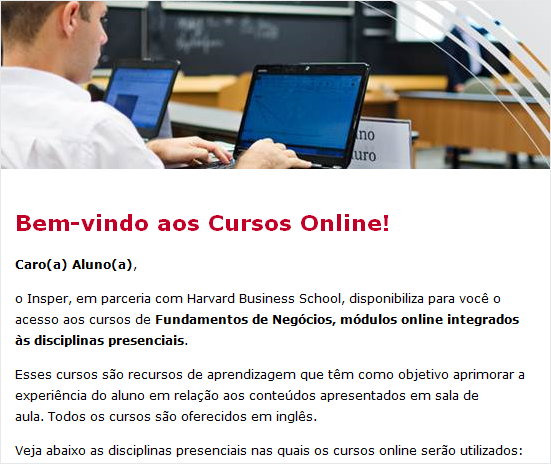 Bem-vindo aos Cursos Online!
Caro(a) Aluno(a),
o Insper, em parceria com Harvard Business School, disponibiliza para você o
acesso aos cursos de Fundamentos de Negócios, módulos online integrados
às disciplinas presenciais.
Esses cursos são recursos de aprendizagem que têm como objetivo aprimorar a
experiência do aluno em relação aos conteúdos apresentados em sala de
aula. Todos os cursos são oferecidos em inglês.
Veja abaixo as disciplinas presenciais nas quais os cursos online serão utilizados: